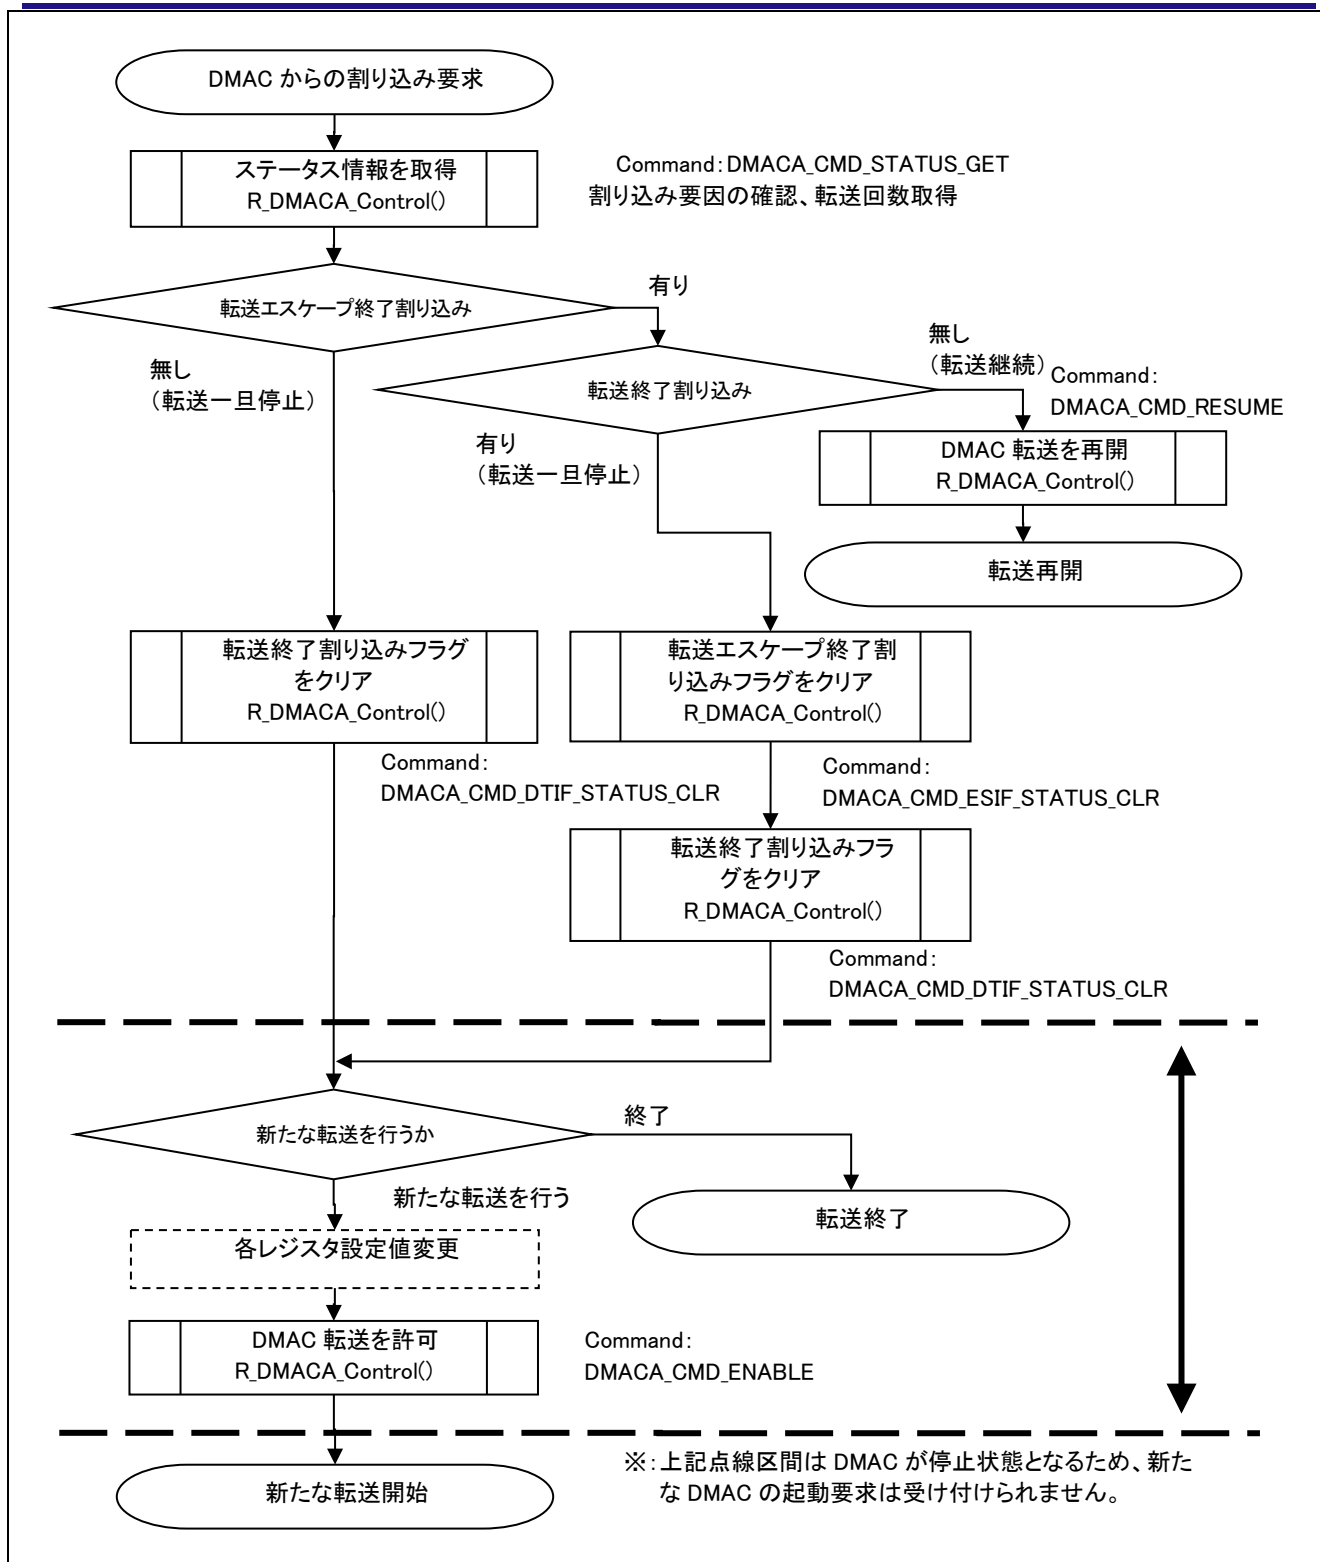 DMAC からの割り込み要求
ステータス情報を取得
R_DMACA_Control()
Command：DMACA_CMD_STATUS_GET
割り込み要因の確認、転送回数取得
転送エスケープ終了割り込み
有り
無し
（転送一旦停止）
転送終了割り込み
無し
（転送継続）
Command：
DMACA_CMD_RESUME
有り
（転送一旦停止）
DMAC 転送を再開
R_DMACA_Control()
転送再開
転送終了割り込みフラグ
をクリア
R_DMACA_Control()
Command：
DMACA_CMD_DTIF_STATUS_CLR
転送エスケープ終了割
り込みフラグをクリア
R_DMACA_Control()
Command：
DMACA_CMD_ESIF_STATUS_CLR
転送終了割り込みフラ
グをクリア
R_DMACA_Control()
Command：
DMACA_CMD_DTIF_STATUS_CLR
新たな転送を行うか
終了
転送終了
新たな転送を行う
各レジスタ設定値変更
DMAC 転送を許可
R_DMACA_Control()
Command：
DMACA_CMD_ENABLE
新たな転送開始
※：上記点線区間は DMAC が停止状態となるため、新た
な DMAC の起動要求は受け付けられません。